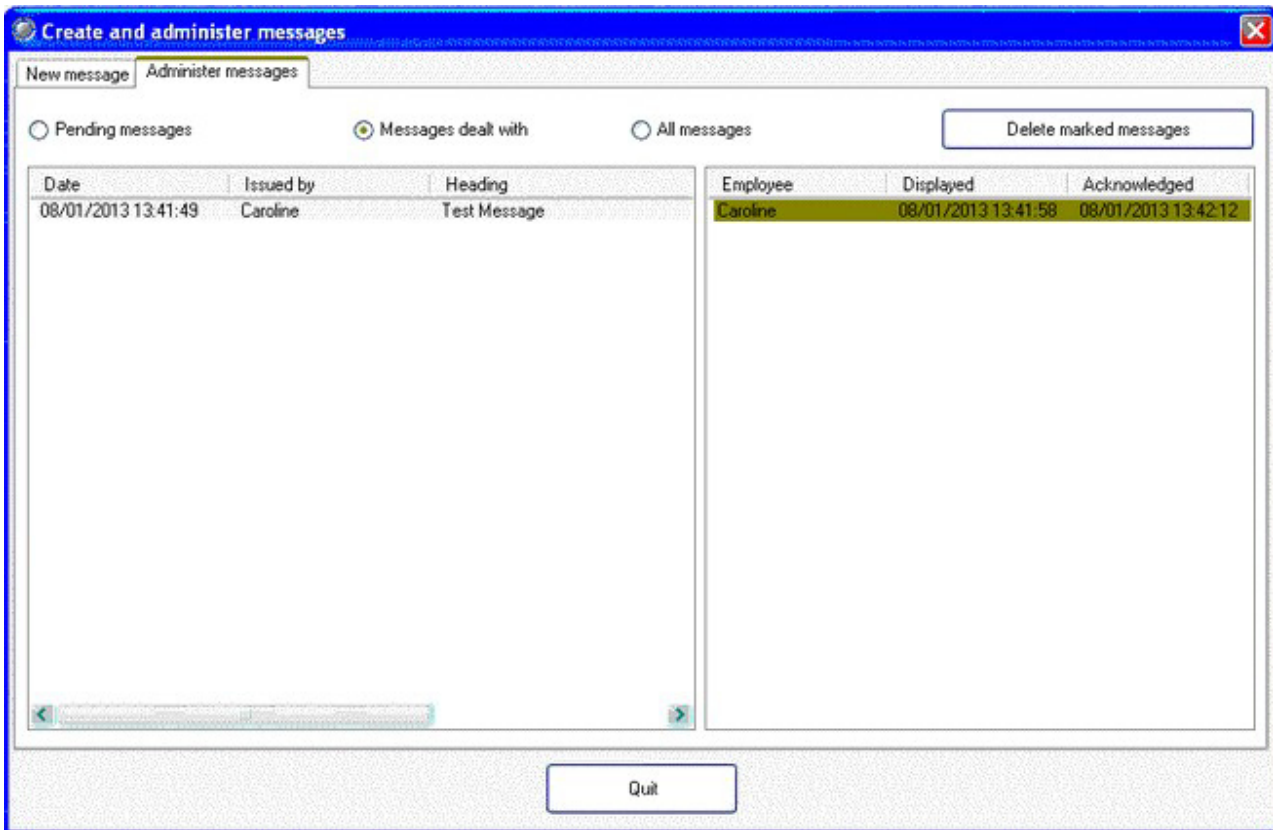 Create and administer messages
New message Administer messages
Pending messages Messages dealt with All messages Delete marked messages
Date Issued by Heading Employee Displayed Acknowledged
08/01/2013 13:41:49 Caroline Test Message Caroline 08/01/2013 13:41:58 08/01/2013 13:42:12
Quit